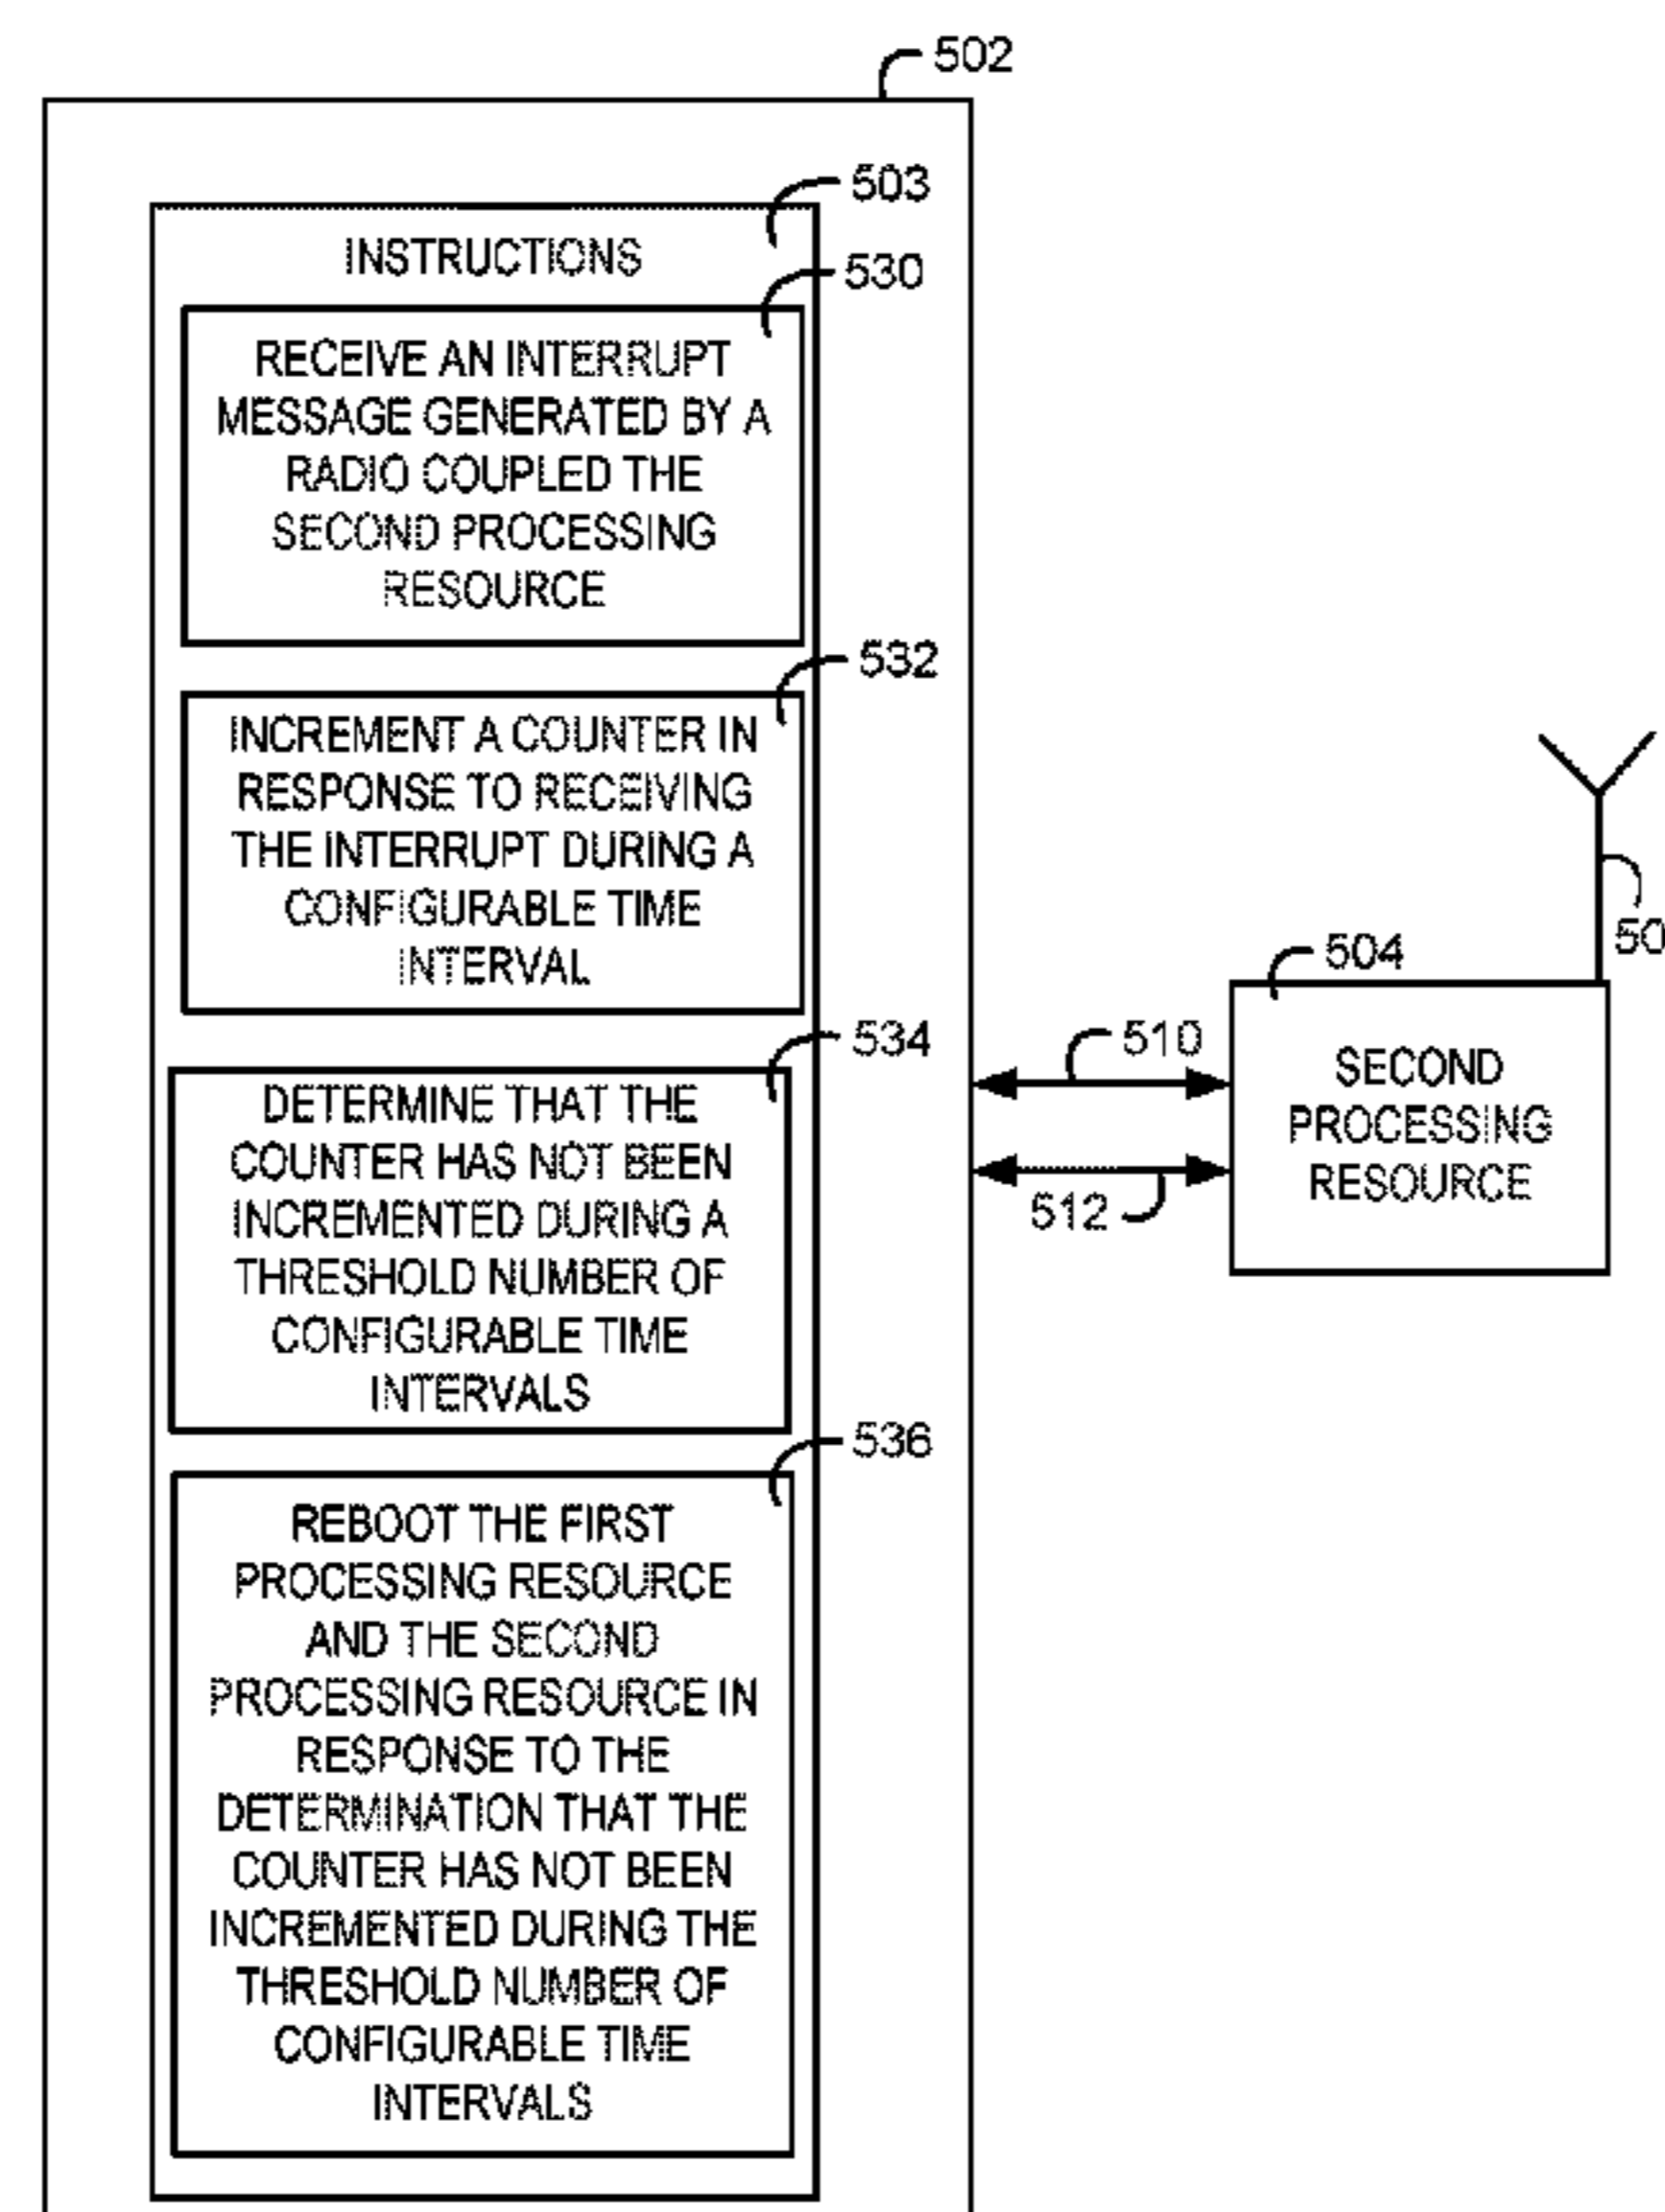 502
503
INSTRUCTIONS
530
RECEIVE AN INTERRUPT
MESSAGE GENERATED BY A
RADIO COUPLED THE
SECOND PROCESSING
RESOURCE
532
INCREMENT A COUNTER IN
RESPONSE TO RECEIVING
THE INTERRUPT DURING A
CONFIGURABLE TIME
INTERVAL
534
DETERMINE THAT THE
COUNTER HAS NOT BEEN
INCREMENTED DURING A
THRESHOLD NUMBER OF
CONFIGURABLE TIME
INTERVALS
536
REBOOT THE FIRST
PROCESSING RESOURCE
AND THE SECOND
PROCESSING RESOURCE IN
RESPONSE TO THE
DETERMINATION THAT THE
COUNTER HAS NOT BEEN
INCREMENTED DURING THE
THRESHOLD NUMBER OF
CONFIGURABLE TIME
INTERVALS
510
512
504
SECOND
PROCESSING
RESOURCE
50